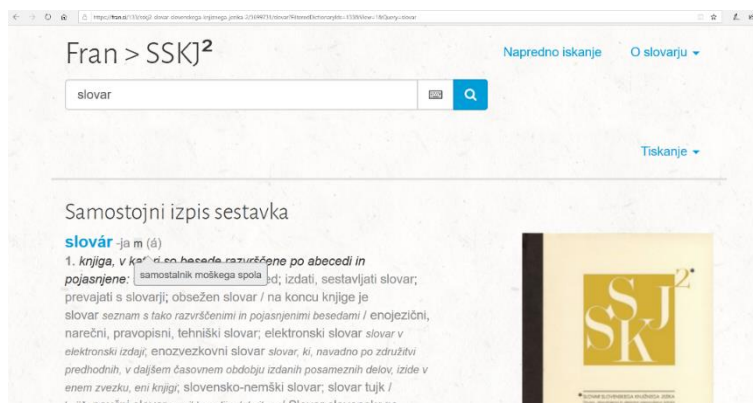 Fran > SSKJ²
Napredno iskanje
O slovarju
slovar
Tiskanje
Samostojni izpis sestavka
slovár -ja m (á)
1. knjiga, v so besede razvrščene po abecedi in
pojasnjene: samostalnik moškega spola izdati, sestavljati slovar;
prevajati s slovarji; obsežen slovar / na koncu knjige je
slovar seznam s tako razvrščenimi in pojasnjenimi besedami / enojezični,
narečni, pravopisni, tehniški slovar; elektronski slovar slovar v
elektronski izdaji; enozvezkovni slovar slovar, ki, navadno po združitvi
predhodnih, v daljšem časovnem obdobju izdanih posameznih delov, izide v
enem zvezku, eni knjigi; slovensko-nemški slovar; slovar tujk /
SSKJ²
SLOVAR SLOVENSKEGA KNJIŽNEGA JEZIKA